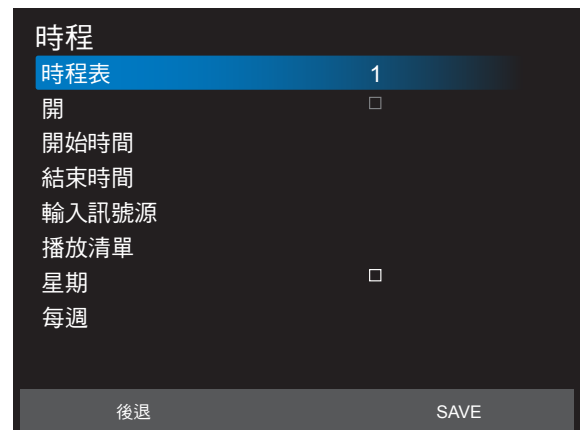 時程
時程表 1
開 □
開始時間
結束時間
輸入訊號源
播放清單
星期 □
每週
後退 SAVE